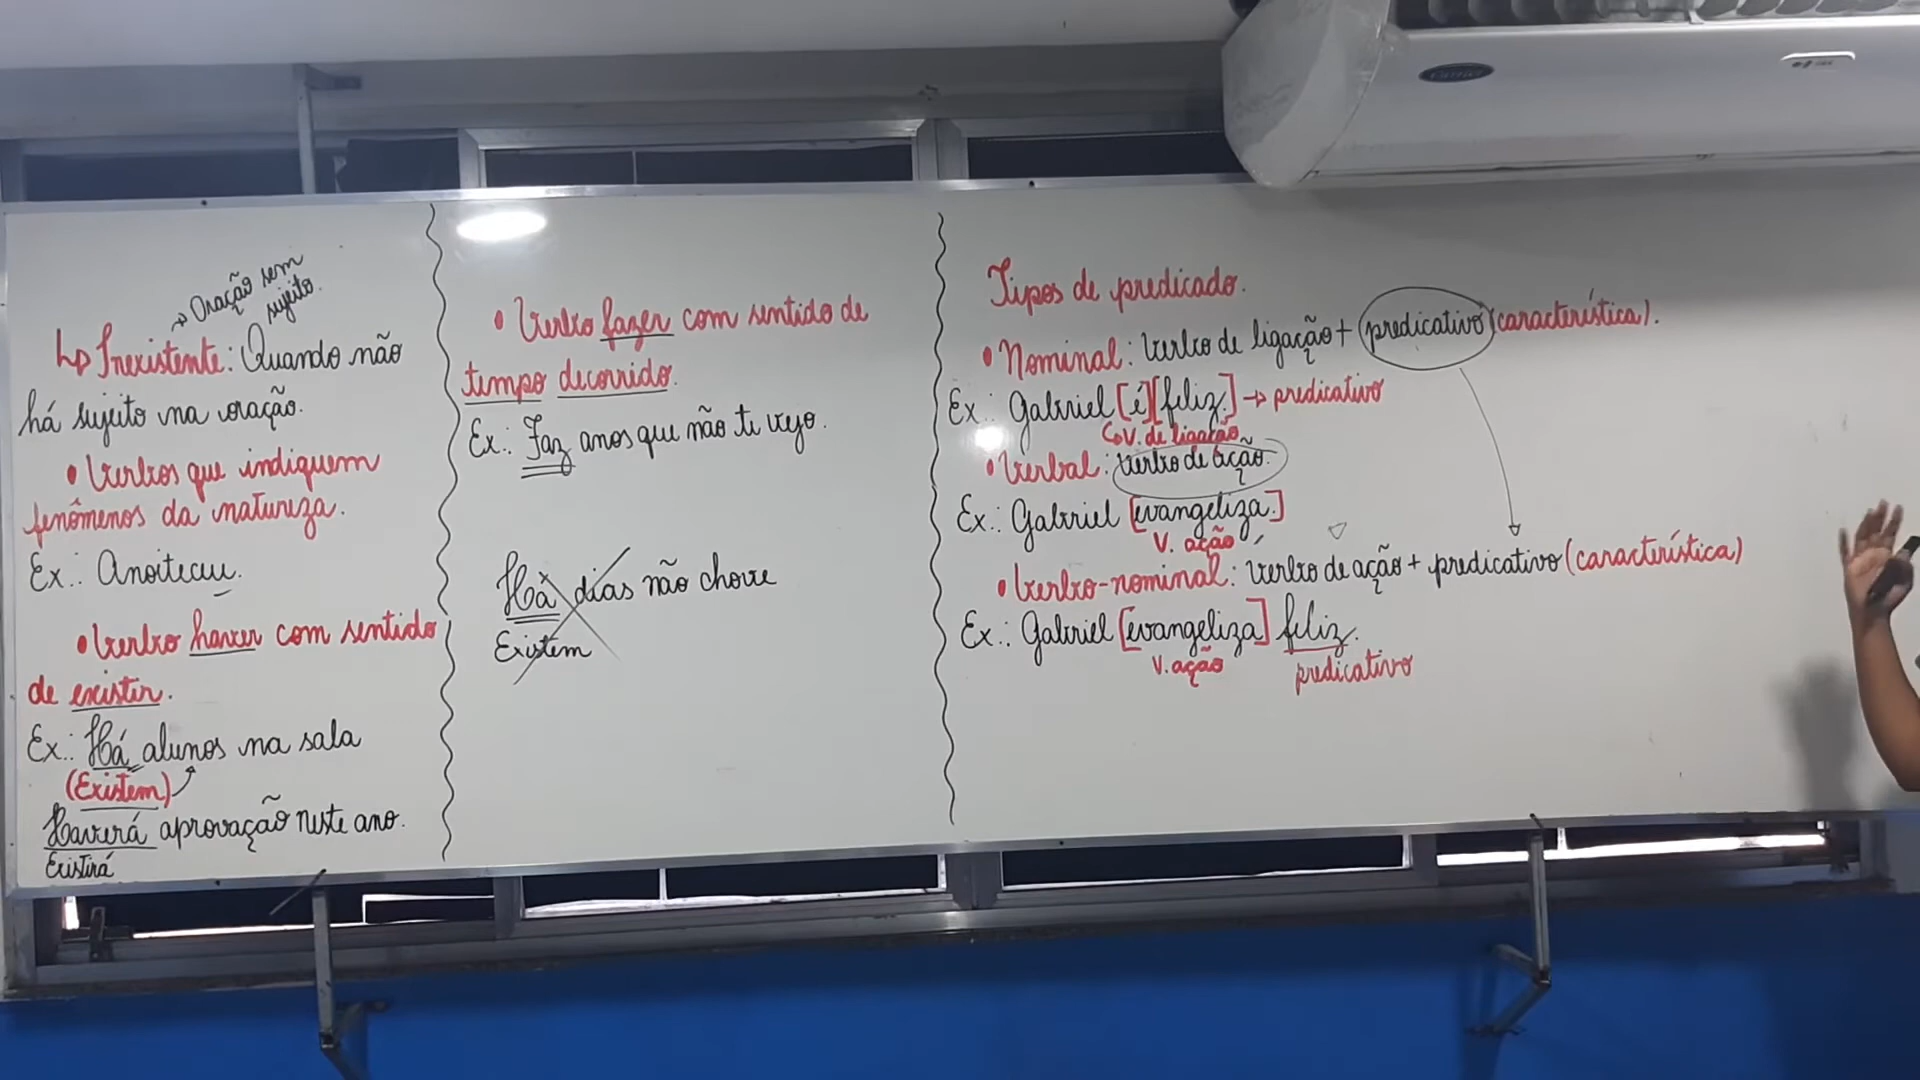 → Oração sem
sujeito.
↳ Inexistente: Quando não
há sujeito na oração.
• Verbos que indiquem
fenômenos da natureza.
Ex.: Anoiteceu.
• Verbo haver com sentido
de existir.
Ex.: Há alunos na sala
(Existem)
Haverá aprovação neste ano.
Existirá
• Verbo fazer com sentido de
tempo decorrido.
Ex.: Faz anos que não ti vejo.
Há dias não chove
Existem
Tipos de predicado.
• Nominal: Verbo de ligação + predicativo (característica).
Ex.: Gabriel [é][feliz.] → predicativo
↳ V. de ligação
• Verbal: Verbo de ação.
Ex.: Gabriel [evangeliza.]
V. ação
• Verbo-nominal: Verbo de ação + predicativo (característica)
Ex.: Gabriel [evangeliza] feliz.
V. ação predicativo
Carrier